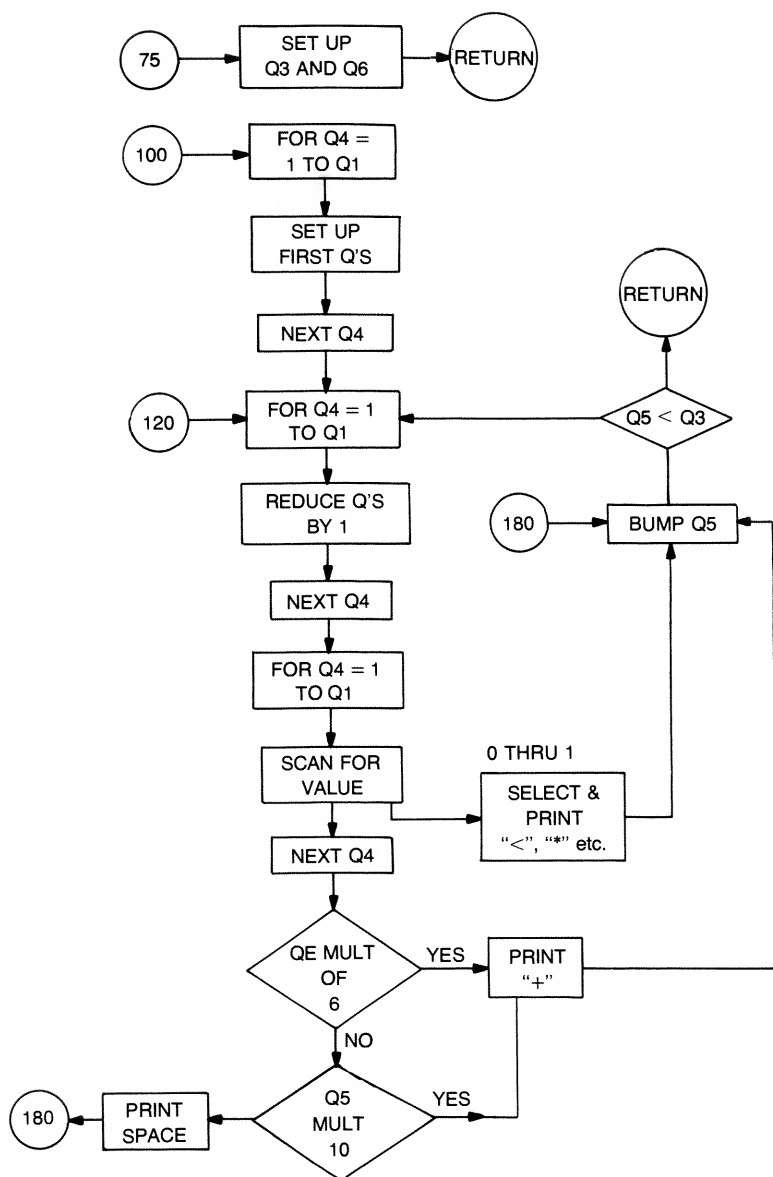 75
SET UP
Q3 AND Q6
RETURN
100
FOR Q4 =
1 TO Q1
SET UP
FIRST Q'S
RETURN
NEXT Q4
120
FOR Q4 = 1
TO Q1
Q5 < Q3
REDUCE Q'S
BY 1
180
BUMP Q5
NEXT Q4
FOR Q4 = 1
TO Q1
SCAN FOR
VALUE
0 THRU 1
SELECT &
PRINT
"<", "*" etc.
NEXT Q4
QE MULT
OF
6
YES
PRINT
"+"
NO
Q5
MULT
10
YES
PRINT
SPACE
180